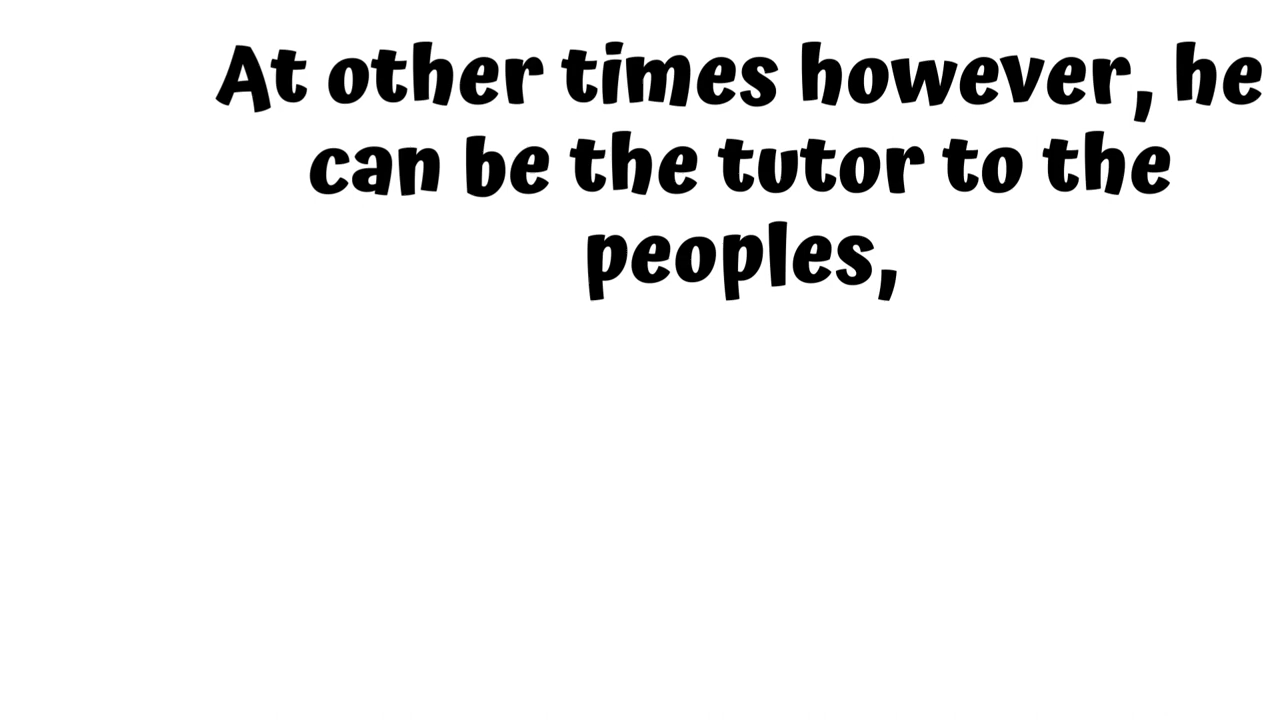 At other times however, he
can be the tutor to the
peoples,